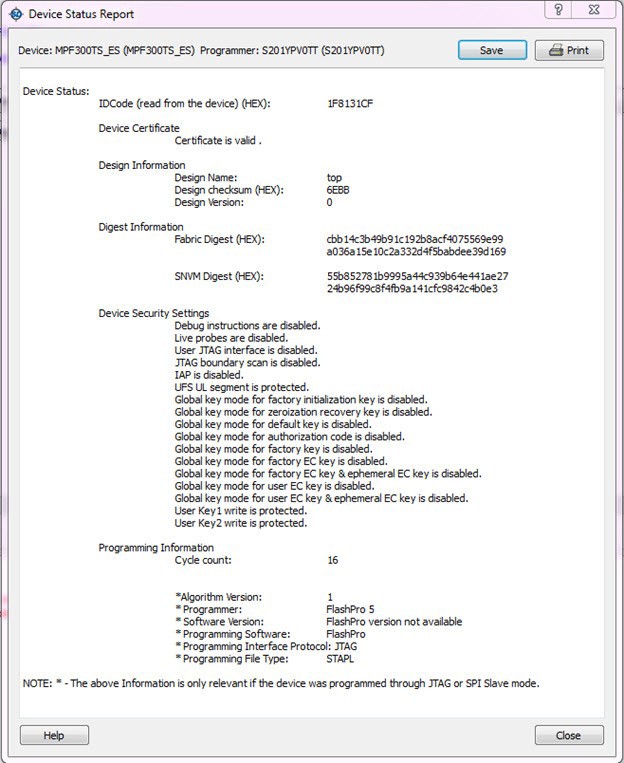 Device Status Report
Device: MPF300TS_ES (MPF300TS_ES) Programmer: S201YPV0TT (S201YPV0TT) Save Print
Device Status:
IDCode (read from the device) (HEX): 1F8131CF
Device Certificate
Certificate is valid .
Design Information
Design Name: top
Design checksum (HEX): 6EBB
Design Version: 0
Digest Information
Fabric Digest (HEX): cbb14c3b49b91c192b8acf4075569e99
a036a15e10c2a332d4f5babdee39d169
SNVM Digest (HEX): 55b852781b9995a44c939b64e441ae27
24b96f99c8f4fb9a141cfc9842c4b0e3
Device Security Settings
Debug instructions are disabled.
Live probes are disabled.
User JTAG interface is disabled.
JTAG boundary scan is disabled.
IAP is disabled.
UFS UL segment is protected.
Global key mode for factory initialization key is disabled.
Global key mode for zeroization recovery key is disabled.
Global key mode for default key is disabled.
Global key mode for authorization code is disabled.
Global key mode for factory key is disabled.
Global key mode for factory EC key is disabled.
Global key mode for factory EC key & ephemeral EC key is disabled.
Global key mode for user EC key is disabled.
Global key mode for user EC key & ephemeral EC key is disabled.
User Key1 write is protected.
User Key2 write is protected.
Programming Information
Cycle count: 16
*Algorithm Version: 1
* Programmer: FlashPro 5
* Software Version: FlashPro version not available
* Programming Software: FlashPro
* Programming Interface Protocol: JTAG
* Programming File Type: STAPL
NOTE: * - The above Information is only relevant if the device was programmed through JTAG or SPI Slave mode.
Help Close